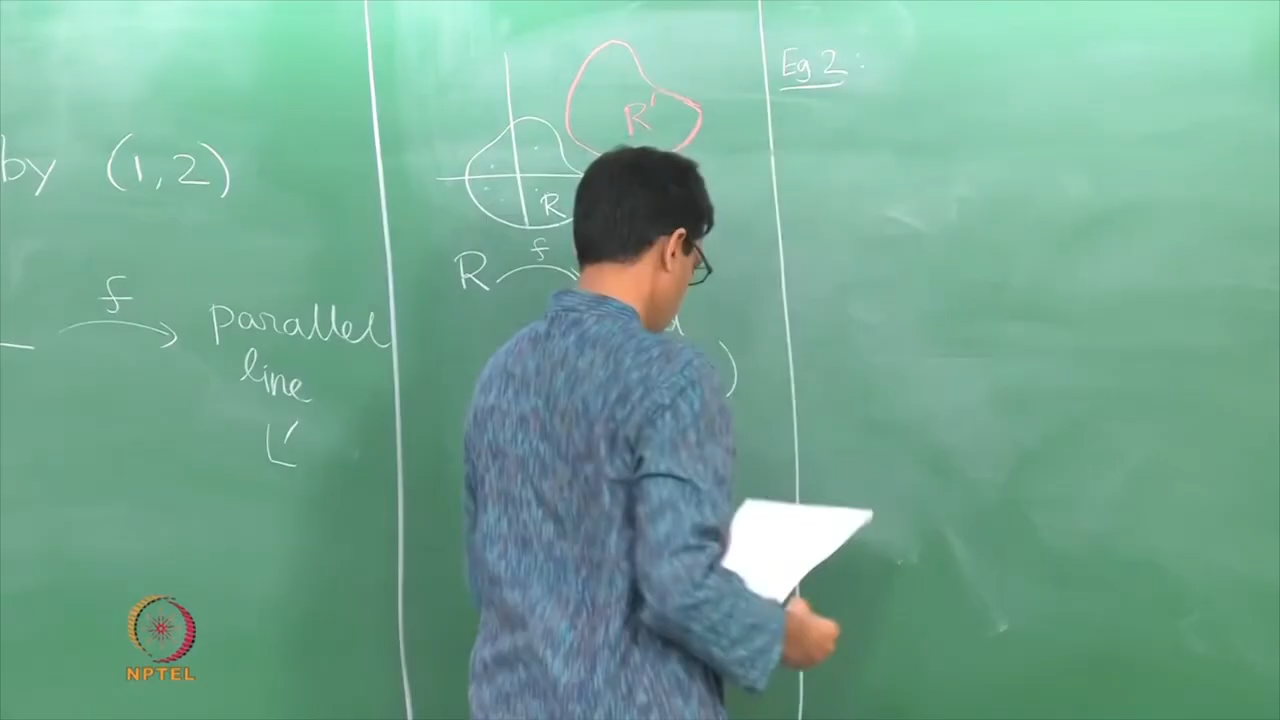 by (1,2)
f
parallel
line
L'
R'
R
f
R
)
Eg 2:
NPTEL